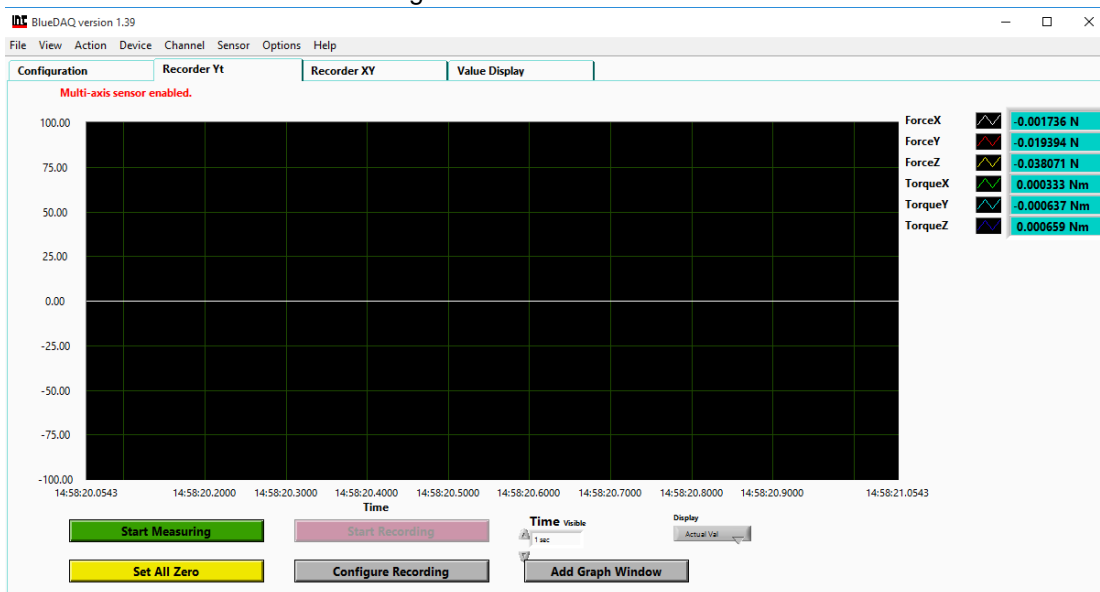 BlueDAQ version 1.39
File View Action Device Channel Sensor Options Help
Configuration Recorder Yt Recorder XY Value Display
Multi-axis sensor enabled.
100.00
75.00
50.00
25.00
0.00
-25.00
-50.00
-75.00
-100.00
14:58:20.0543 14:58:20.2000 14:58:20.3000 14:58:20.4000 14:58:20.5000 14:58:20.6000 14:58:20.7000 14:58:20.8000 14:58:20.9000 14:58:21.0543
Time
ForceX -0.001736 N
ForceY -0.019394 N
ForceZ -0.038071 N
TorqueX 0.000333 Nm
TorqueY -0.000637 Nm
TorqueZ 0.000659 Nm
Start Measuring Start Recording Time Visible 1 sec Display Actual Val
Set All Zero Configure Recording Add Graph Window